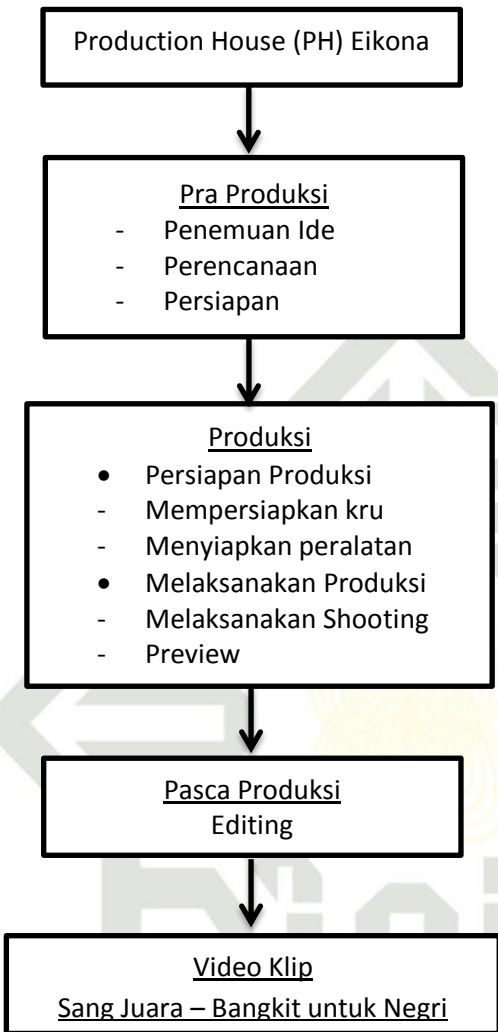 Production House (PH) Eikona
Pra Produksi
- Penemuan Ide
- Perencanaan
- Persiapan
Produksi
• Persiapan Produksi
- Mempersiapkan kru
- Menyiapkan peralatan
• Melaksanakan Produksi
- Melaksanakan Shooting
- Preview
Pasca Produksi
Editing
Video Klip
Sang Juara – Bangkit untuk Negri